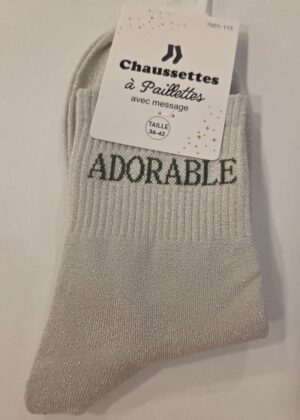 7001-115
Chaussettes
à Paillettes
avec message
TAILLE
36-42
ADORABLE